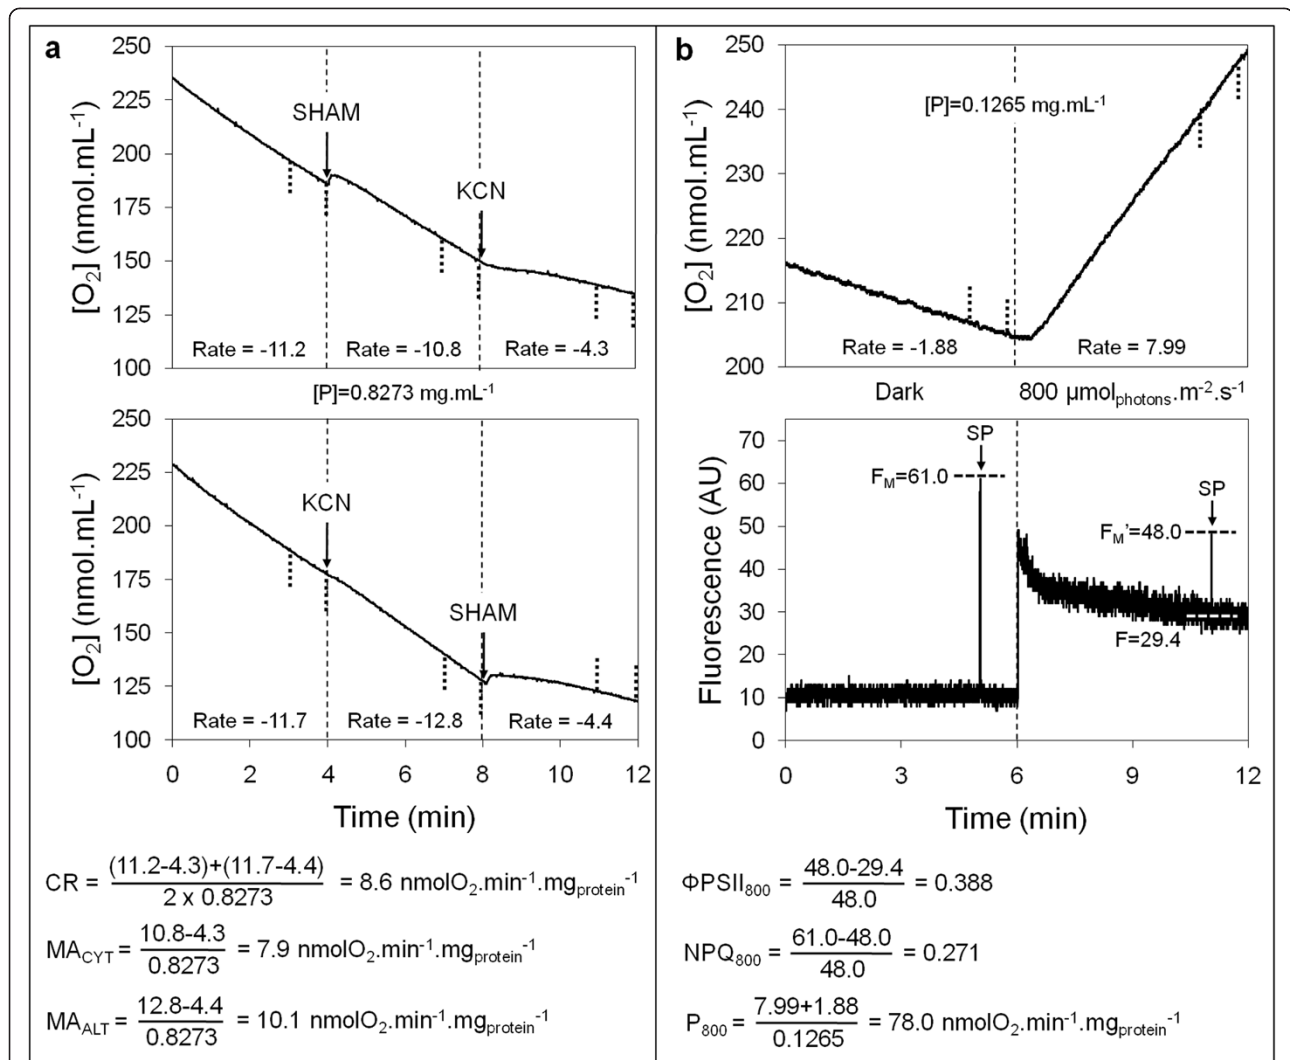 a
250
225
200
175
150
125
100
[O₂] (nmol.mL⁻¹)
SHAM
KCN
Rate = -11.2
Rate = -10.8
Rate = -4.3
[P]=0.8273 mg.mL⁻¹
250
225
200
175
150
125
100
[O₂] (nmol.mL⁻¹)
KCN
SHAM
Rate = -11.7
Rate = -12.8
Rate = -4.4
0 2 4 6 8 10 12
Time (min)
CR = (11.2-4.3)+(11.7-4.4) / 2 x 0.8273 = 8.6 nmolO₂.min⁻¹.mg_protein⁻¹
MA_CYT = 10.8-4.3 / 0.8273 = 7.9 nmolO₂.min⁻¹.mg_protein⁻¹
MA_ALT = 12.8-4.4 / 0.8273 = 10.1 nmolO₂.min⁻¹.mg_protein⁻¹
b
250
240
230
220
210
200
[O₂] (nmol.mL⁻¹)
[P]=0.1265 mg.mL⁻¹
Rate = -1.88
Rate = 7.99
Dark
800 µmol_photons.m⁻².s⁻¹
70
60
50
40
30
20
10
0
Fluorescence (AU)
SP
F_M=61.0
SP
F_M'=48.0
F=29.4
0 3 6 9 12
Time (min)
ΦPSII₈₀₀ = 48.0-29.4 / 48.0 = 0.388
NPQ₈₀₀ = 61.0-48.0 / 48.0 = 0.271
P₈₀₀ = 7.99+1.88 / 0.1265 = 78.0 nmolO₂.min⁻¹.mg_protein⁻¹